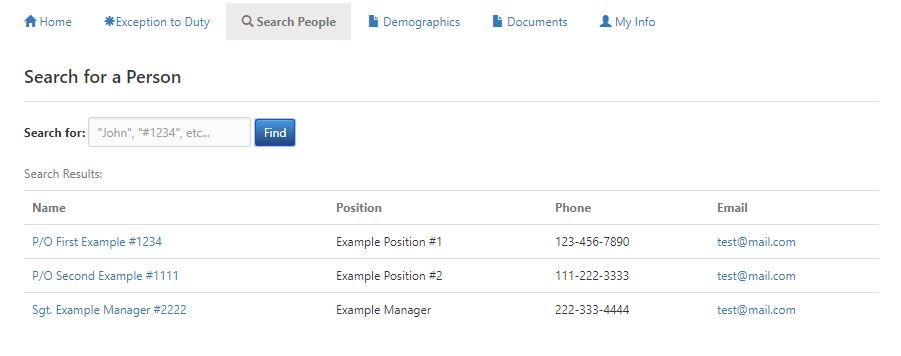 Home Exception to Duty Search People Demographics Documents My Info
Search for a Person
Search for: "John", "#1234", etc... Find
Search Results:
Name Position Phone Email
P/O First Example #1234 Example Position #1 123-456-7890 test@mail.com
P/O Second Example #1111 Example Position #2 111-222-3333 test@mail.com
Sgt. Example Manager #2222 Example Manager 222-333-4444 test@mail.com